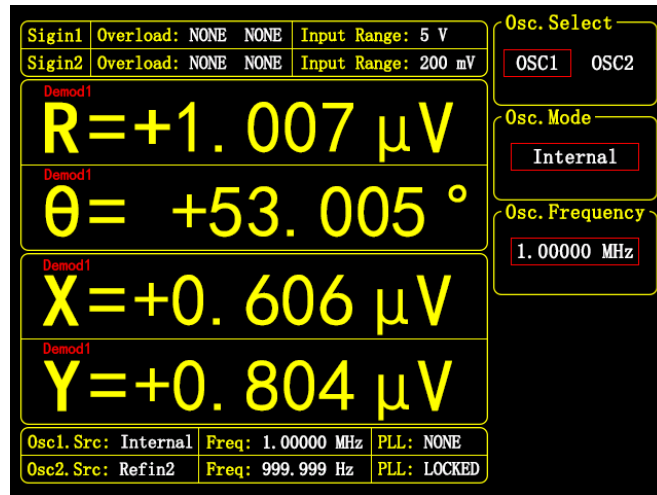 Sigin1 Overload: NONE NONE Input Range: 5 V
Sigin2 Overload: NONE NONE Input Range: 200 mV
Demod1
R=+1.007 μV
Demod1
θ= +53.005 °
Demod1
X=+0.606 μV
Demod1
Y=+0.804 μV
Osc1.Src: Internal Freq: 1.00000 MHz PLL: NONE
Osc2.Src: Refin2 Freq: 999.999 Hz PLL: LOCKED
Osc.Select
OSC1 OSC2
Osc.Mode
Internal
Osc.Frequency
1.00000 MHz